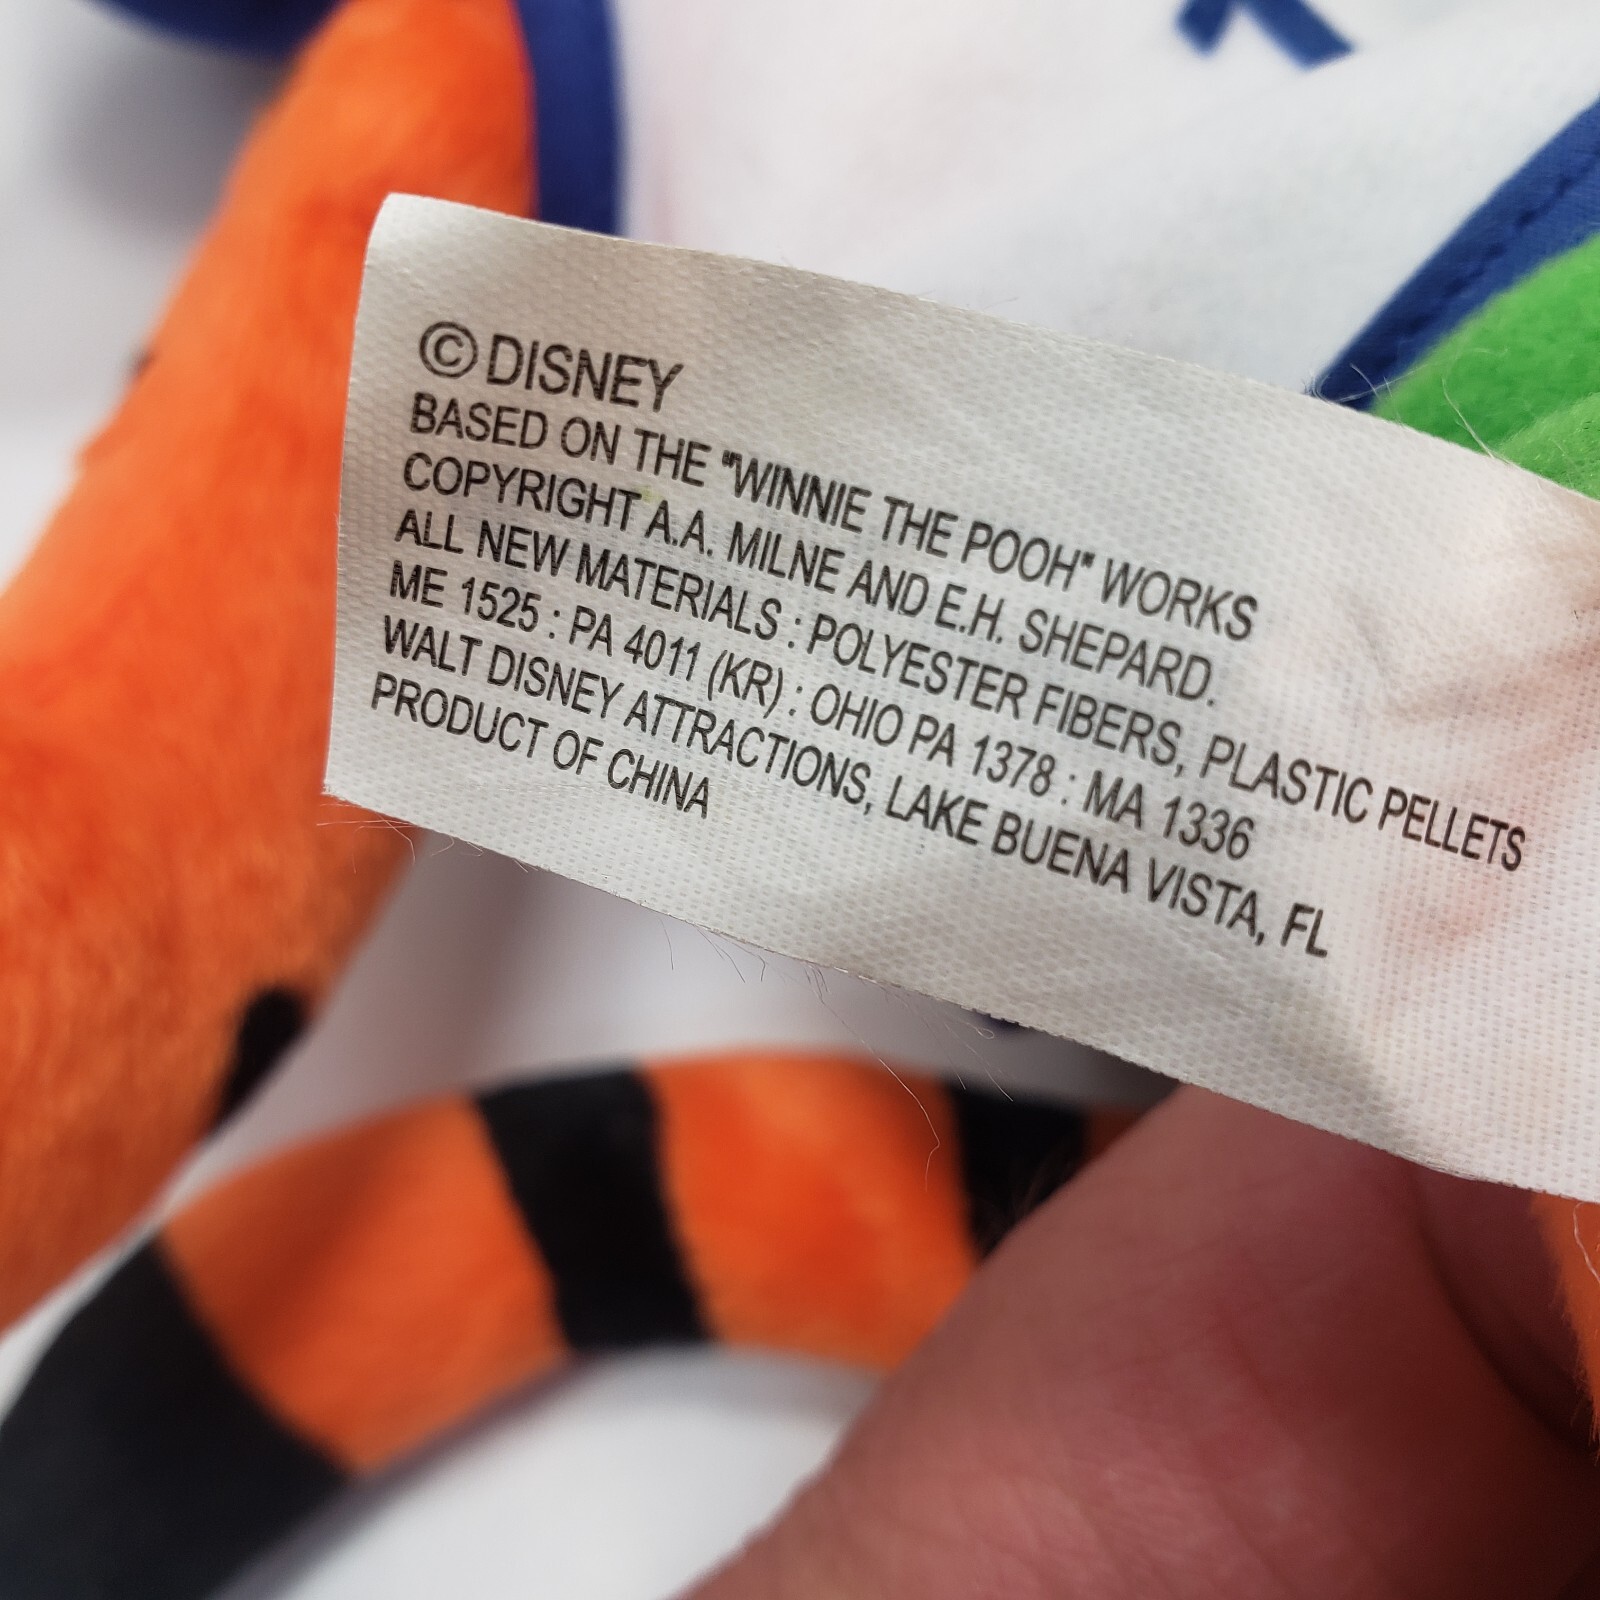 © DISNEY
BASED ON THE "WINNIE THE POOH" WORKS
COPYRIGHT A.A. MILNE AND E.H. SHEPARD.
ALL NEW MATERIALS : POLYESTER FIBERS, PLASTIC PELLETS
ME 1525 : PA 4011 (KR) : OHIO PA 1378 : MA 1336
WALT DISNEY ATTRACTIONS, LAKE BUENA VISTA, FL
PRODUCT OF CHINA